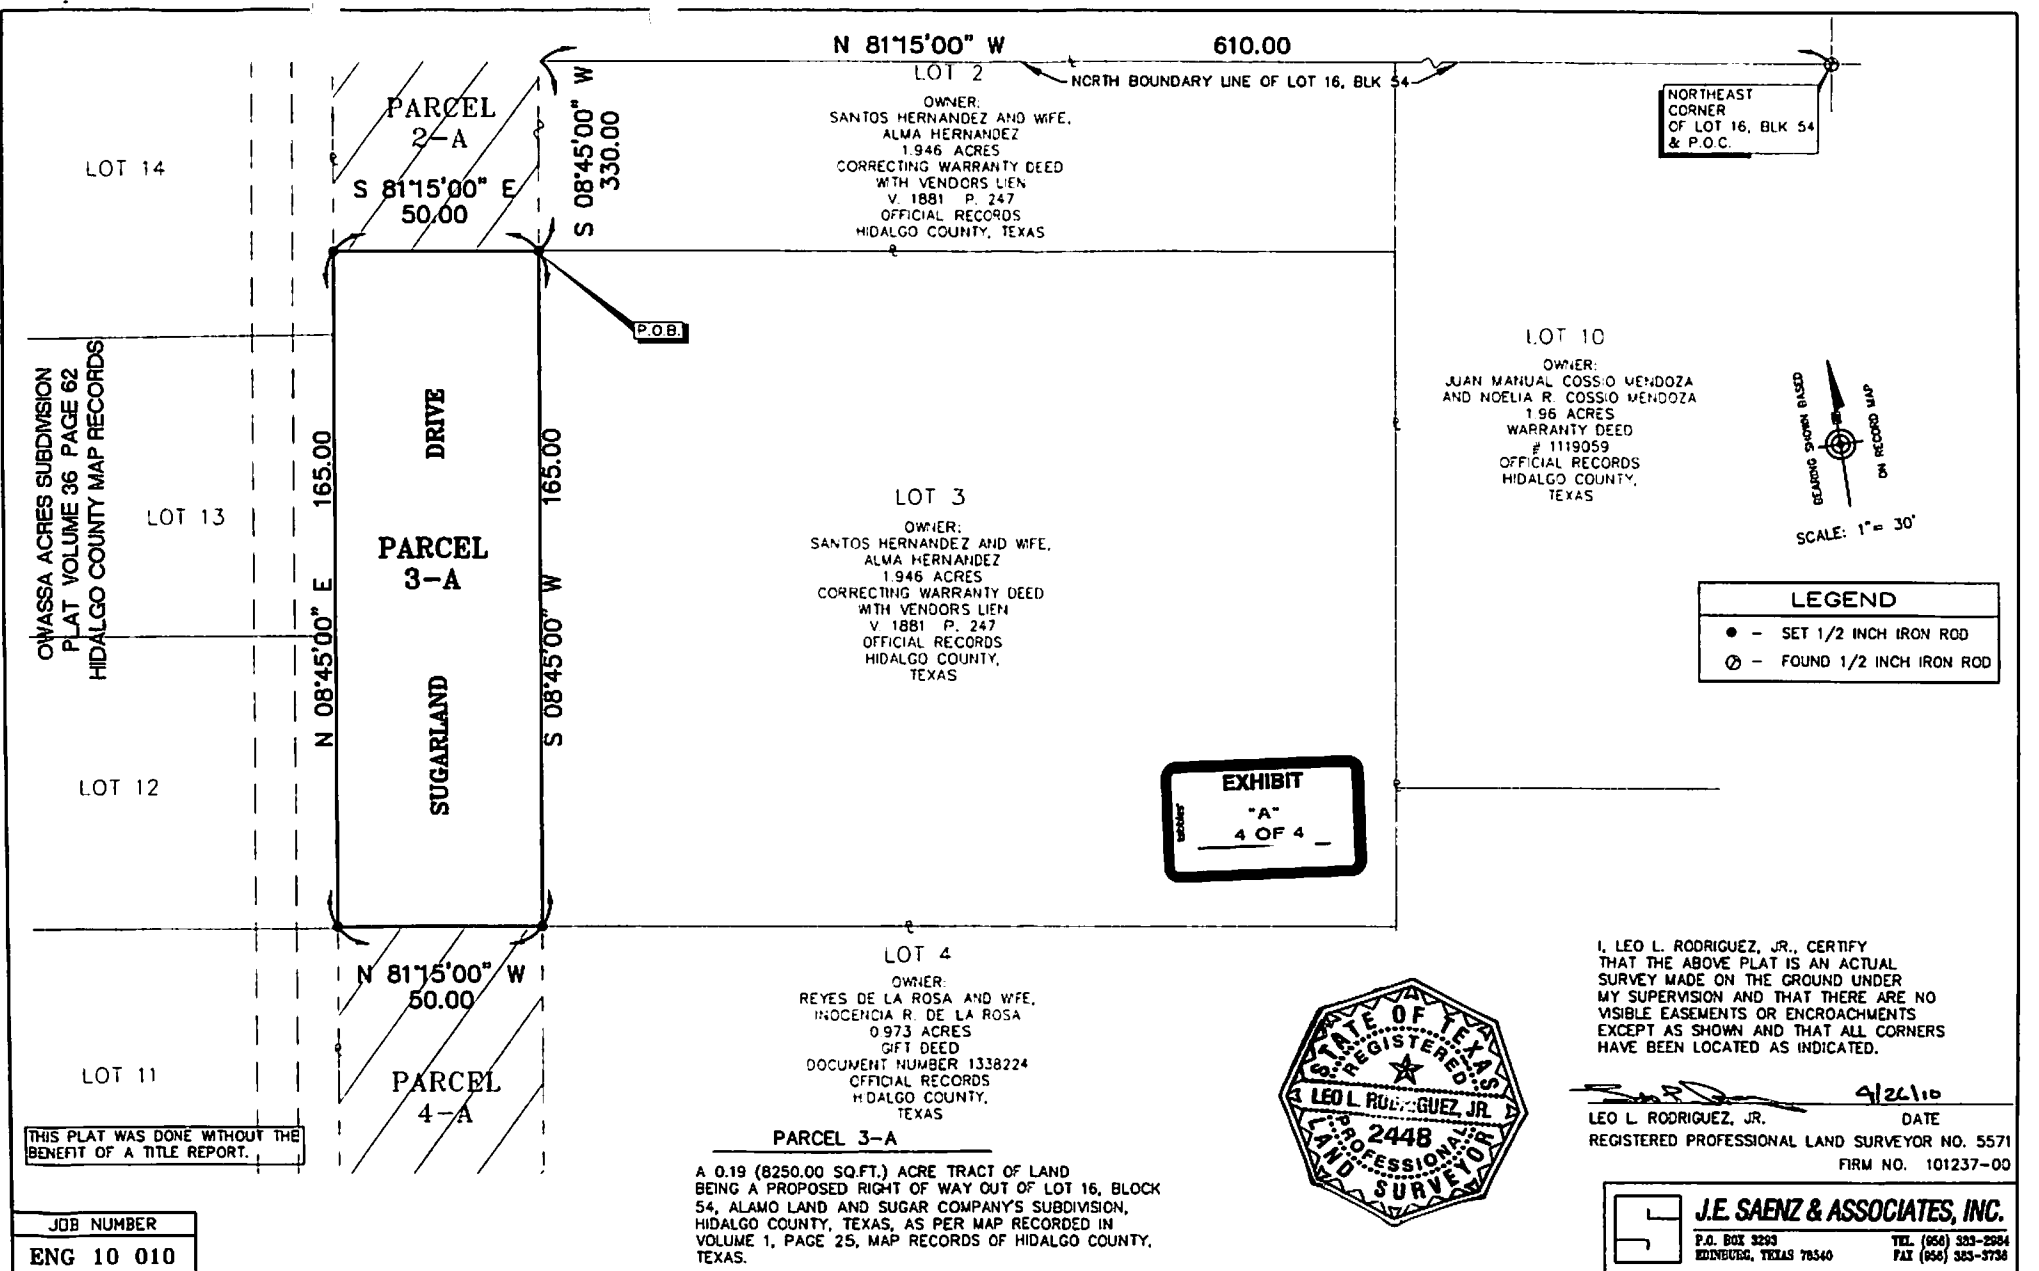 N 81°15'00" W 610.00
LOT 2
NORTH BOUNDARY LINE OF LOT 16, BLK 54
OWNER:
SANTOS HERNANDEZ AND WIFE,
ALMA HERNANDEZ
1.946 ACRES
CORRECTING WARRANTY DEED
WITH VENDORS LIEN
V. 1881 P. 247
OFFICIAL RECORDS
HIDALGO COUNTY, TEXAS
NORTHEAST
CORNER
OF LOT 16, BLK 54
& P.O.C.
PARCEL
2-A
S 08°45'00" W
330.00
LOT 14
S 81°15'00" E
50.00
P.O.B.
OWASSA ACRES SUBDIVISION
PLAT VOLUME 36 PAGE 62
HIDALGO COUNTY MAP RECORDS
LOT 13
LOT 12
LOT 11
N 08°45'00" E 165.00
SUGARLAND DRIVE
PARCEL
3-A
S 08°45'00" W 165.00
LOT 3
OWNER:
SANTOS HERNANDEZ AND WIFE,
ALMA HERNANDEZ
1.946 ACRES
CORRECTING WARRANTY DEED
WITH VENDORS LIEN
V. 1881 P. 247
OFFICIAL RECORDS
HIDALGO COUNTY,
TEXAS
LOT 10
OWNER:
JUAN MANUAL COSSIO MENDOZA
AND NOELIA R. COSSIO MENDOZA
1.96 ACRES
WARRANTY DEED
# 1119059
OFFICIAL RECORDS
HIDALGO COUNTY,
TEXAS
BEARING SHOWN BASED
ON RECORD MAP
SCALE: 1"= 30'
LEGEND
● - SET 1/2 INCH IRON ROD
- FOUND 1/2 INCH IRON ROD
EXHIBIT
"A"
4 OF 4
tabbies'
N 81°15'00" W
50.00
PARCEL
4-A
LOT 4
OWNER:
REYES DE LA ROSA AND WIFE,
INOCENCIA R. DE LA ROSA
0.973 ACRES
GIFT DEED
DOCUMENT NUMBER 1338224
OFFICIAL RECORDS
HIDALGO COUNTY,
TEXAS
PARCEL 3-A
A 0.19 (8250.00 SQ.FT.) ACRE TRACT OF LAND
BEING A PROPOSED RIGHT OF WAY OUT OF LOT 16, BLOCK
54, ALAMO LAND AND SUGAR COMPANY'S SUBDIVISION,
HIDALGO COUNTY, TEXAS, AS PER MAP RECORDED IN
VOLUME 1, PAGE 25, MAP RECORDS OF HIDALGO COUNTY,
TEXAS.
THIS PLAT WAS DONE WITHOUT THE
BENEFIT OF A TITLE REPORT.
JOB NUMBER
ENG 10 010
STATE OF TEXAS
REGISTERED
LEO L. RODRIGUEZ, JR.
2448
PROFESSIONAL
LAND SURVEYOR
I, LEO L. RODRIGUEZ, JR., CERTIFY
THAT THE ABOVE PLAT IS AN ACTUAL
SURVEY MADE ON THE GROUND UNDER
MY SUPERVISION AND THAT THERE ARE NO
VISIBLE EASEMENTS OR ENCROACHMENTS
EXCEPT AS SHOWN AND THAT ALL CORNERS
HAVE BEEN LOCATED AS INDICATED.
4/26/10
LEO L. RODRIGUEZ, JR. DATE
REGISTERED PROFESSIONAL LAND SURVEYOR NO. 5571
FIRM NO. 101237-00
J.E. SAENZ & ASSOCIATES, INC.
P.O. BOX 3293 TEL. (956) 383-2984
EDINBURG, TEXAS 78540 FAX (956) 383-3736